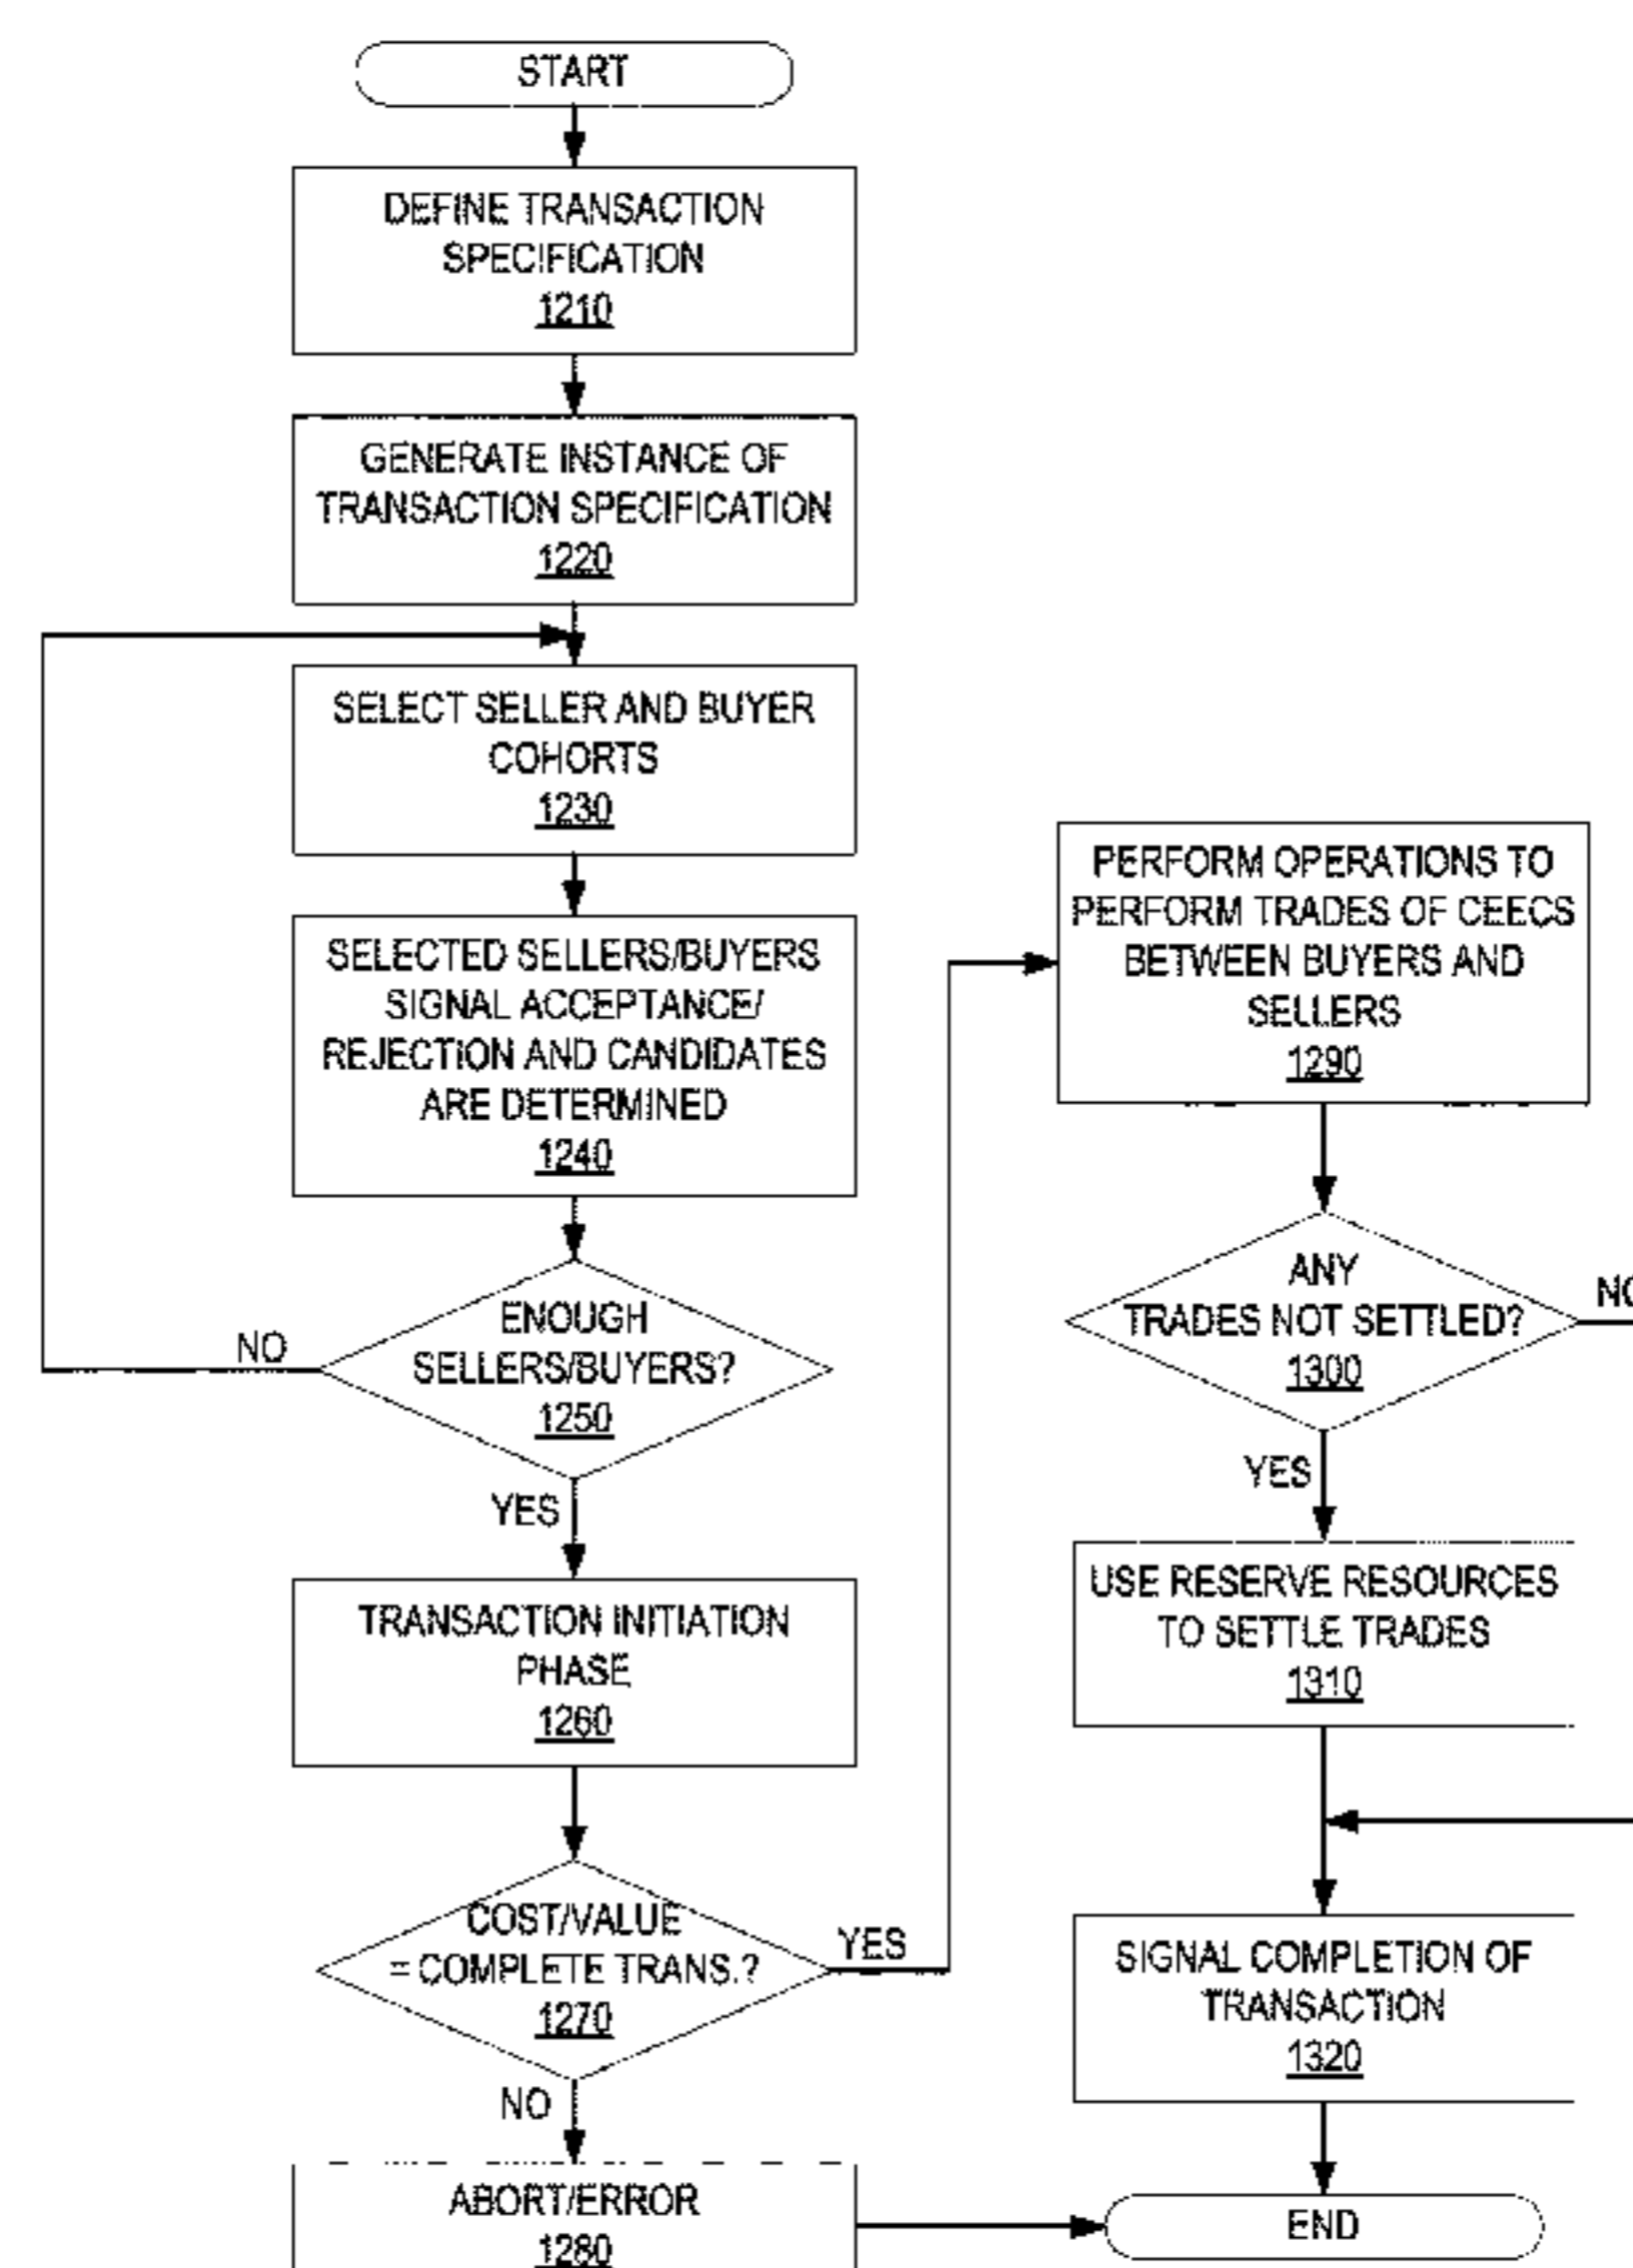 START
DEFINE TRANSACTION
SPECIFICATION
1210
GENERATE INSTANCE OF
TRANSACTION SPECIFICATION
1220
SELECT SELLER AND BUYER
COHORTS
1230
SELECTED SELLERS/BUYERS
SIGNAL ACCEPTANCE/
REJECTION AND CANDIDATES
ARE DETERMINED
1240
ENOUGH
SELLERS/BUYERS?
1250
NO
YES
TRANSACTION INITIATION
PHASE
1260
COST/VALUE
= COMPLETE TRANS.?
1270
YES
NO
ABORT/ERROR
1280
PERFORM OPERATIONS TO
PERFORM TRADES OF CEECS
BETWEEN BUYERS AND
SELLERS
1290
ANY
TRADES NOT SETTLED?
1300
NO
YES
USE RESERVE RESOURCES
TO SETTLE TRADES
1310
SIGNAL COMPLETION OF
TRANSACTION
1320
END